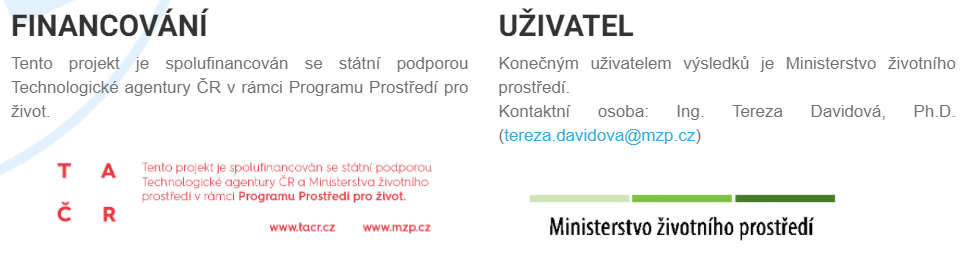 FINANCOVÁNÍ
Tento projekt je spolufinancován se státní podporou
Technologické agentury ČR v rámci Programu Prostředí pro
život.
T A
Č R
Tento projekt je spolufinancován se státní podporou
Technologické agentury ČR a Ministerstva životního
prostředí v rámci Programu Prostředí pro život.
www.tacr.cz www.mzp.cz
UŽIVATEL
Konečným uživatelem výsledků je Ministerstvo životního
prostředí.
Kontaktní osoba: Ing. Tereza Davidová, Ph.D.
(tereza.davidova@mzp.cz)
Ministerstvo životního prostředí